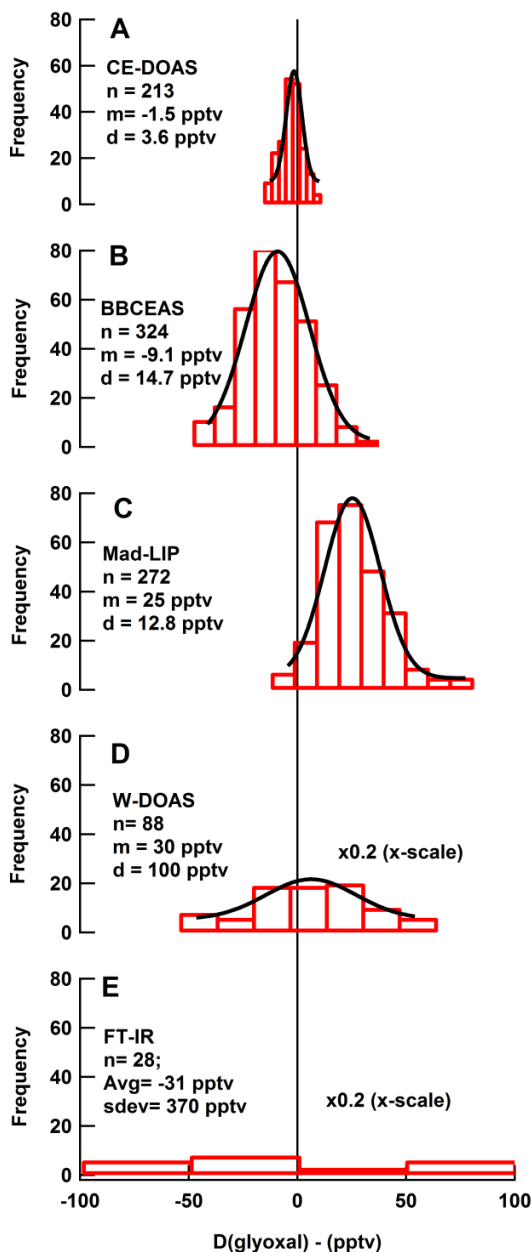 80
60
40
20
0
Frequency
A
CE-DOAS
n = 213
m= -1.5 pptv
d = 3.6 pptv
80
60
40
20
0
Frequency
B
BBCEAS
n = 324
m = -9.1 pptv
d = 14.7 pptv
80
60
40
20
0
Frequency
C
Mad-LIP
n = 272
m = 25 pptv
d = 12.8 pptv
80
60
40
20
0
Frequency
D
W-DOAS
n= 88
m = 30 pptv
d = 100 pptv
x0.2 (x-scale)
80
60
40
20
0
Frequency
E
FT-IR
n= 28;
Avg= -31 pptv
sdev= 370 pptv
x0.2 (x-scale)
-100 -50 0 50 100
D(glyoxal) - (pptv)